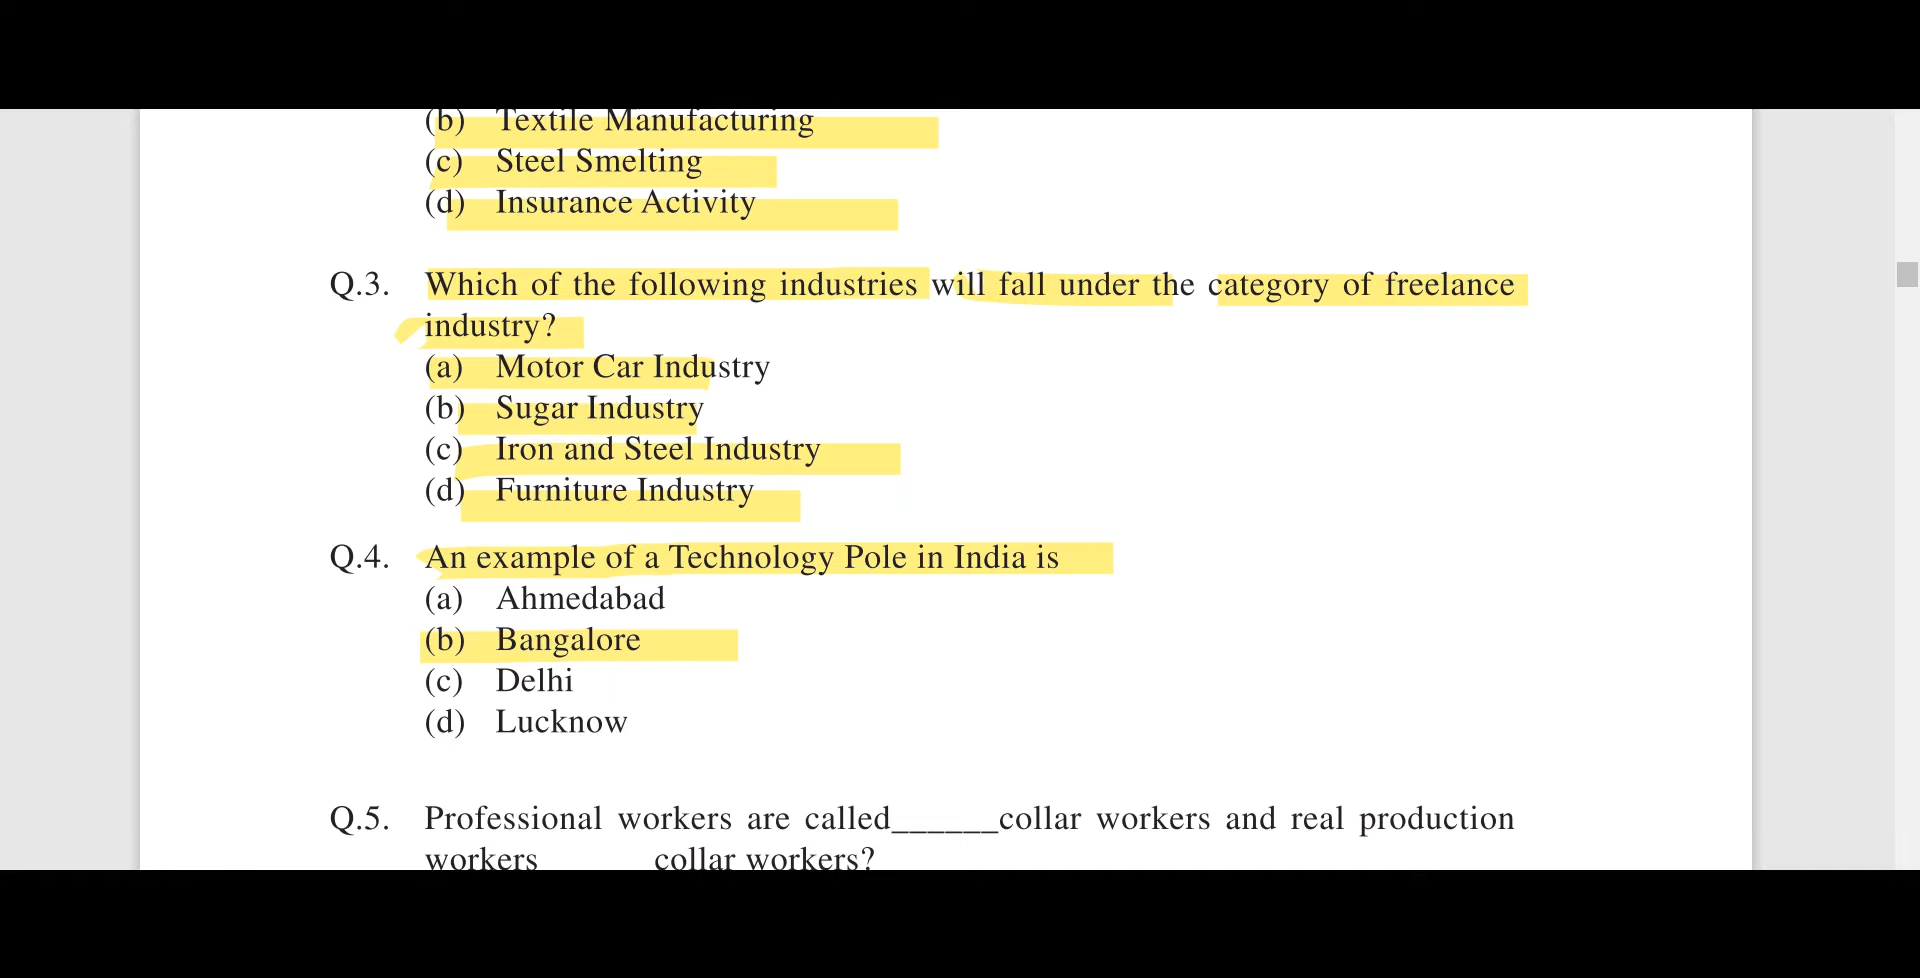 (b) Textile Manufacturing
(c) Steel Smelting
(d) Insurance Activity
Q.3. Which of the following industries will fall under the category of freelance
industry?
(a) Motor Car Industry
(b) Sugar Industry
(c) Iron and Steel Industry
(d) Furniture Industry
Q.4. An example of a Technology Pole in India is
(a) Ahmedabad
(b) Bangalore
(c) Delhi
(d) Lucknow
Q.5. Professional workers are called______collar workers and real production
workers collar workers?